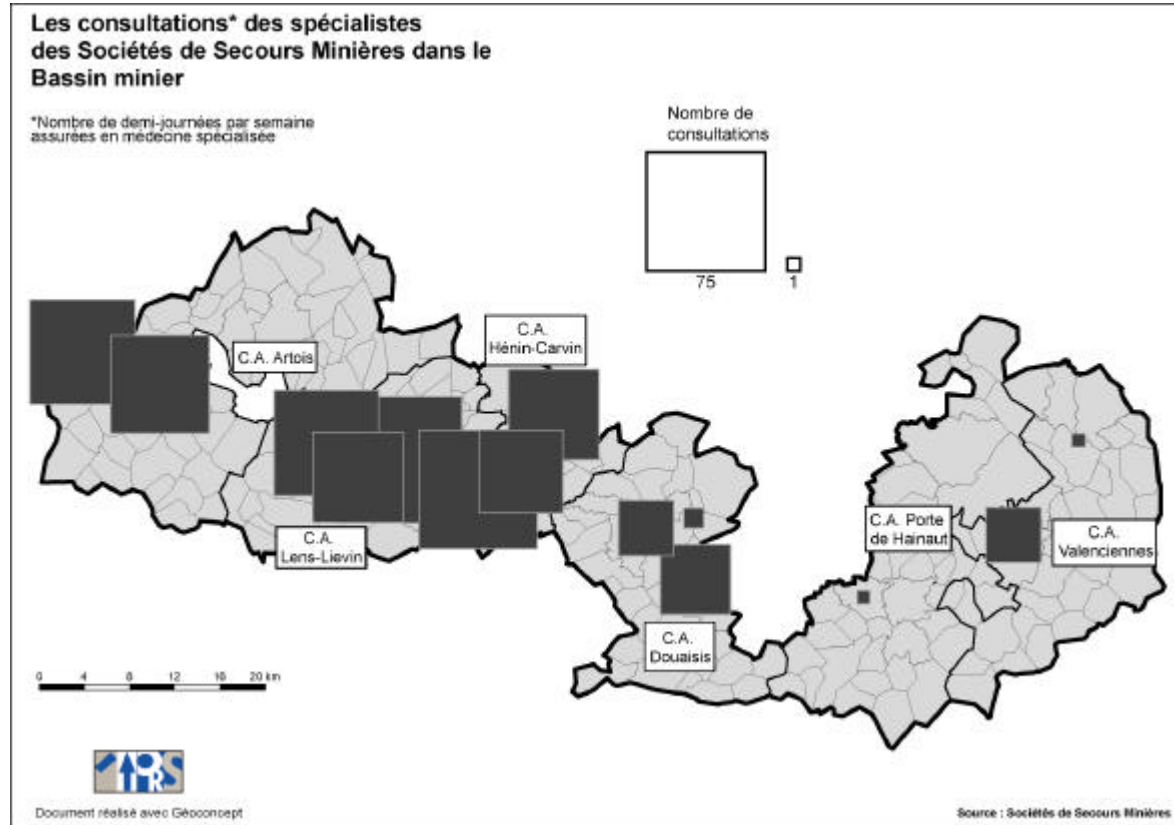 Les consultations* des spécialistes
des Sociétés de Secours Minières dans le
Bassin minier
*Nombre de demi-journées par semaine
assurées en médecine spécialisée
Nombre de
consultations
75
1
C.A. Artois
C.A.
Hénin-Carvin
C.A.
Lens-Lievin
C.A.
Douaisis
C.A. Porte
de Hainaut
C.A.
Valenciennes
0 4 8 12 16 20 km
ORS
Document réalisé avec Géoconcept
Source : Sociétés de Secours Minières